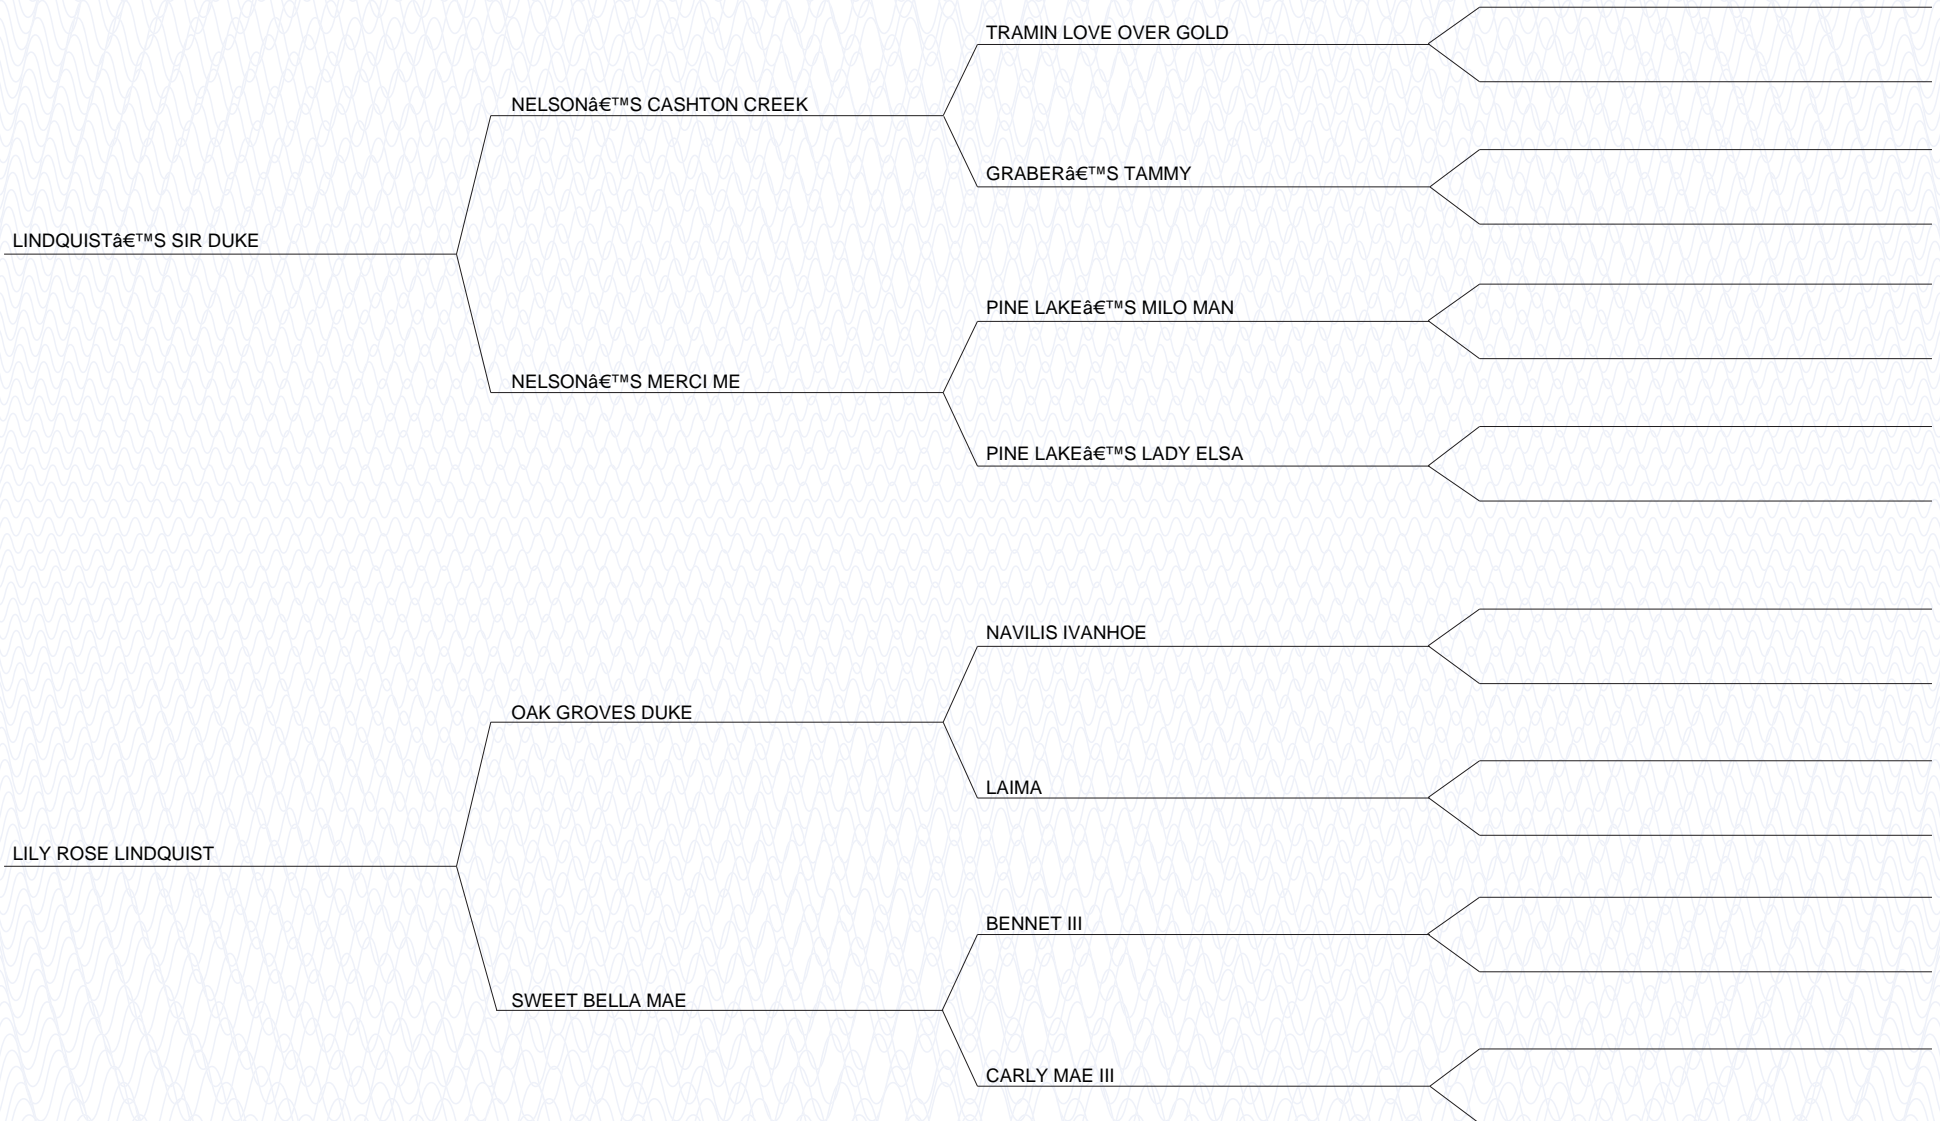 TRAMIN LOVE OVER GOLD
NELSONâ€™S CASHTON CREEK
GRABERâ€™S TAMMY
LINDQUISTâ€™S SIR DUKE
PINE LAKEâ€™S MILO MAN
NELSONâ€™S MERCI ME
PINE LAKEâ€™S LADY ELSA
NAVILIS IVANHOE
OAK GROVES DUKE
LAIMA
LILY ROSE LINDQUIST
BENNET III
SWEET BELLA MAE
CARLY MAE III